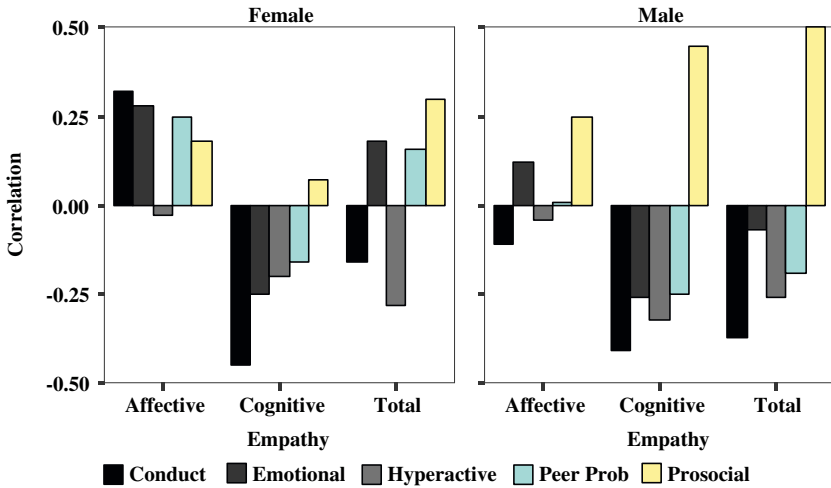 Female Male
0.50
0.25
0.00
-0.25
-0.50
Correlation
Affective Cognitive Total Affective Cognitive Total
Empathy Empathy
Conduct Emotional Hyperactive Peer Prob Prosocial